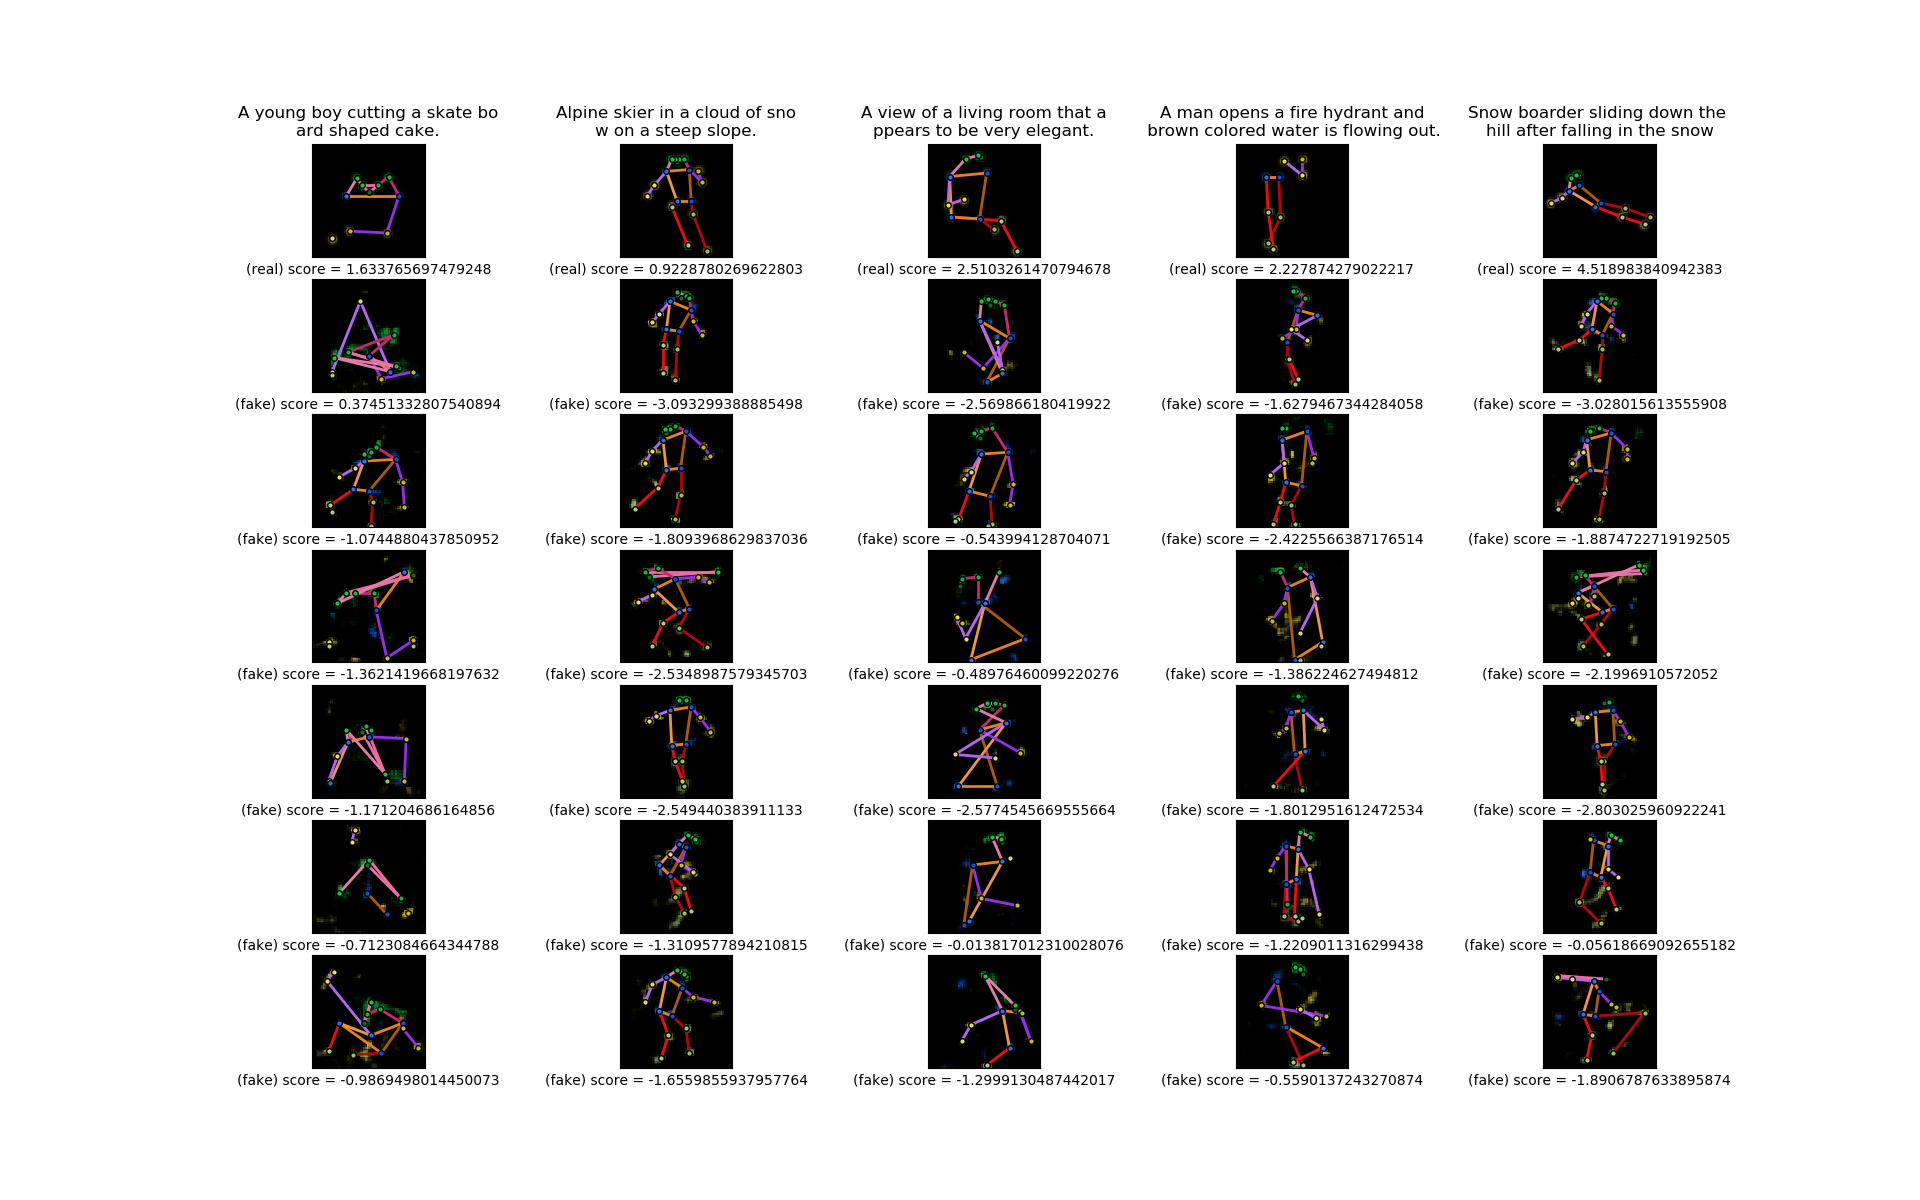 A young boy cutting a skate bo
ard shaped cake.
Alpine skier in a cloud of sno
w on a steep slope.
A view of a living room that a
ppears to be very elegant.
A man opens a fire hydrant and
brown colored water is flowing out.
Snow boarder sliding down the
hill after falling in the snow
(real) score = 1.633765697479248
(real) score = 0.9228780269622803
(real) score = 2.5103261470794678
(real) score = 2.227874279022217
(real) score = 4.518983840942383
(fake) score = 0.37451332807540894
(fake) score = -3.093299388885498
(fake) score = -2.569866180419922
(fake) score = -1.6279467344284058
(fake) score = -3.028015613555908
(fake) score = -1.0744880437850952
(fake) score = -1.8093968629837036
(fake) score = -0.543994128704071
(fake) score = -2.4225566387176514
(fake) score = -1.8874722719192505
(fake) score = -1.3621419668197632
(fake) score = -2.5348987579345703
(fake) score = -0.48976460099220276
(fake) score = -1.386224627494812
(fake) score = -2.1996910572052
(fake) score = -1.171204686164856
(fake) score = -2.549440383911133
(fake) score = -2.5774545669555664
(fake) score = -1.8012951612472534
(fake) score = -2.803025960922241
(fake) score = -0.7123084664344788
(fake) score = -1.3109577894210815
(fake) score = -0.013817012310028076
(fake) score = -1.2209011316299438
(fake) score = -0.05618669092655182
(fake) score = -0.9869498014450073
(fake) score = -1.6559855937957764
(fake) score = -1.2999130487442017
(fake) score = -0.5590137243270874
(fake) score = -1.8906787633895874